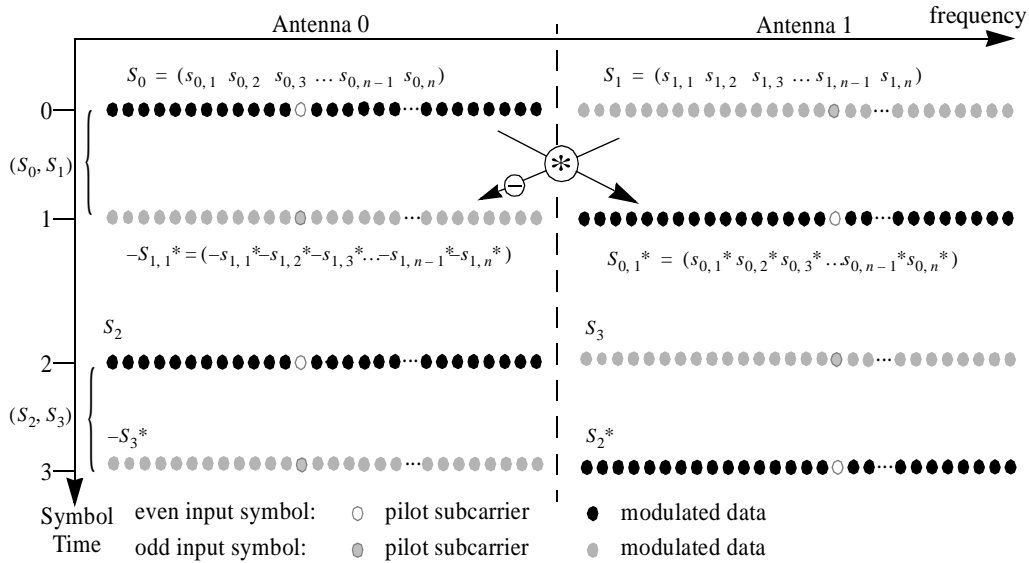 Antenna 0 Antenna 1 frequency
S₀ = (s₀,₁ s₀,₂ s₀,₃ … s₀,ₙ₋₁ s₀,ₙ) S₁ = (s₁,₁ s₁,₂ s₁,₃ … s₁,ₙ₋₁ s₁,ₙ)
0 ... ...
(S₀, S₁) * −
1 ... ...
−S₁,₁* = (−s₁,₁*−s₁,₂*−s₁,₃*…−s₁,ₙ₋₁*−s₁,ₙ*) S₀,₁* = (s₀,₁* s₀,₂* s₀,₃* …s₀,ₙ₋₁*s₀,ₙ*)
S₂ S₃
2 ... ...
(S₂, S₃)
−S₃* S₂*
3 ... ...
Symbol
Time
even input symbol: pilot subcarrier modulated data
odd input symbol: pilot subcarrier modulated data